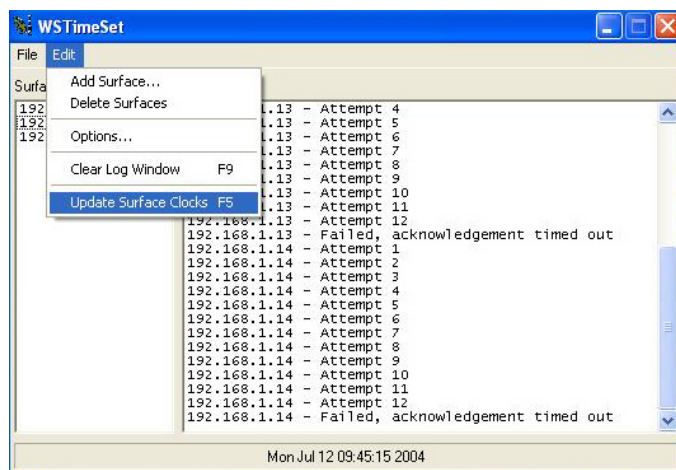 WSTimeSet
File Edit
Surfa
Add Surface...
Delete Surfaces
Options...
Clear Log Window F9
Update Surface Clocks F5
192
192
192
1.13 - Attempt 4
1.13 - Attempt 5
1.13 - Attempt 6
1.13 - Attempt 7
1.13 - Attempt 8
1.13 - Attempt 9
1.13 - Attempt 10
1.13 - Attempt 11
192.168.1.13 - Attempt 12
192.168.1.13 - Failed, acknowledgement timed out
192.168.1.14 - Attempt 1
192.168.1.14 - Attempt 2
192.168.1.14 - Attempt 3
192.168.1.14 - Attempt 4
192.168.1.14 - Attempt 5
192.168.1.14 - Attempt 6
192.168.1.14 - Attempt 7
192.168.1.14 - Attempt 8
192.168.1.14 - Attempt 9
192.168.1.14 - Attempt 10
192.168.1.14 - Attempt 11
192.168.1.14 - Attempt 12
192.168.1.14 - Failed, acknowledgement timed out
Mon Jul 12 09:45:15 2004